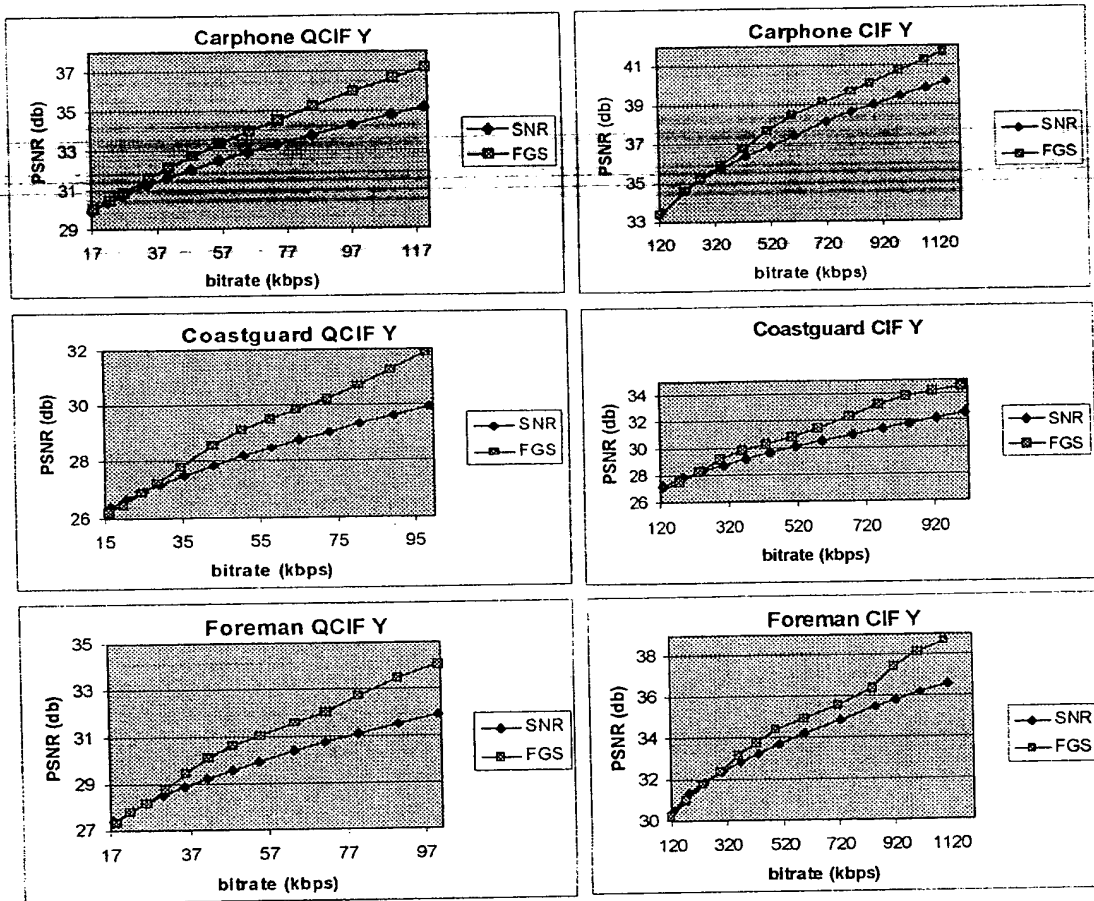 Carphone QCIF Y
PSNR (db)
37
35
33
31
29
17 37 57 77 97 117
bitrate (kbps)
SNR
FGS
Carphone CIF Y
PSNR (db)
41
39
37
35
33
120 320 520 720 920 1120
bitrate (kbps)
SNR
FGS
Coastguard QCIF Y
PSNR (db)
32
30
28
26
15 35 55 75 95
bitrate (kbps)
SNR
FGS
Coastguard CIF Y
PSNR (db)
34
32
30
28
26
120 320 520 720 920
bitrate (kbps)
SNR
FGS
Foreman QCIF Y
PSNR (db)
35
33
31
29
27
17 37 57 77 97
bitrate (kbps)
SNR
FGS
Foreman CIF Y
PSNR (db)
38
36
34
32
30
120 320 520 720 920 1120
bitrate (kbps)
SNR
FGS